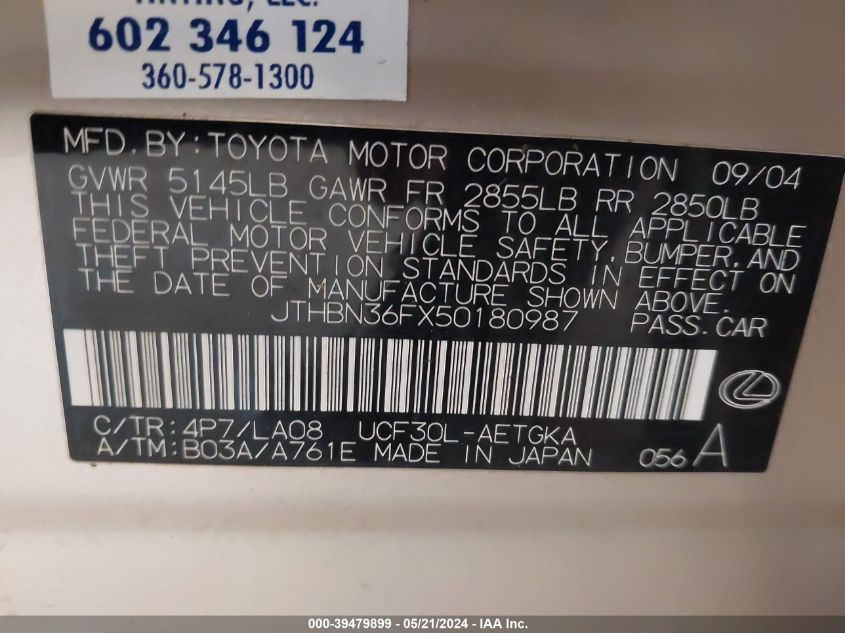 TINTING, LLC.
602 346 124
360-578-1300
MFD. BY: TOYOTA MOTOR CORPORATION 09/04
GVWR 5145LB GAWR FR 2855LB RR 2850LB
THIS VEHICLE CONFORMS TO ALL APPLICABLE
FEDERAL MOTOR VEHICLE SAFETY, BUMPER, AND
THEFT PREVENTION STANDARDS IN EFFECT ON
THE DATE OF MANUFACTURE SHOWN ABOVE.
JTHBN36FX50180987 PASS. CAR
C/TR: 4P7/LA08 UCF30L-AETGKA
A/TM: B03A/A761E MADE IN JAPAN 056 A
000-39479899 - 05/21/2024 - IAA Inc.